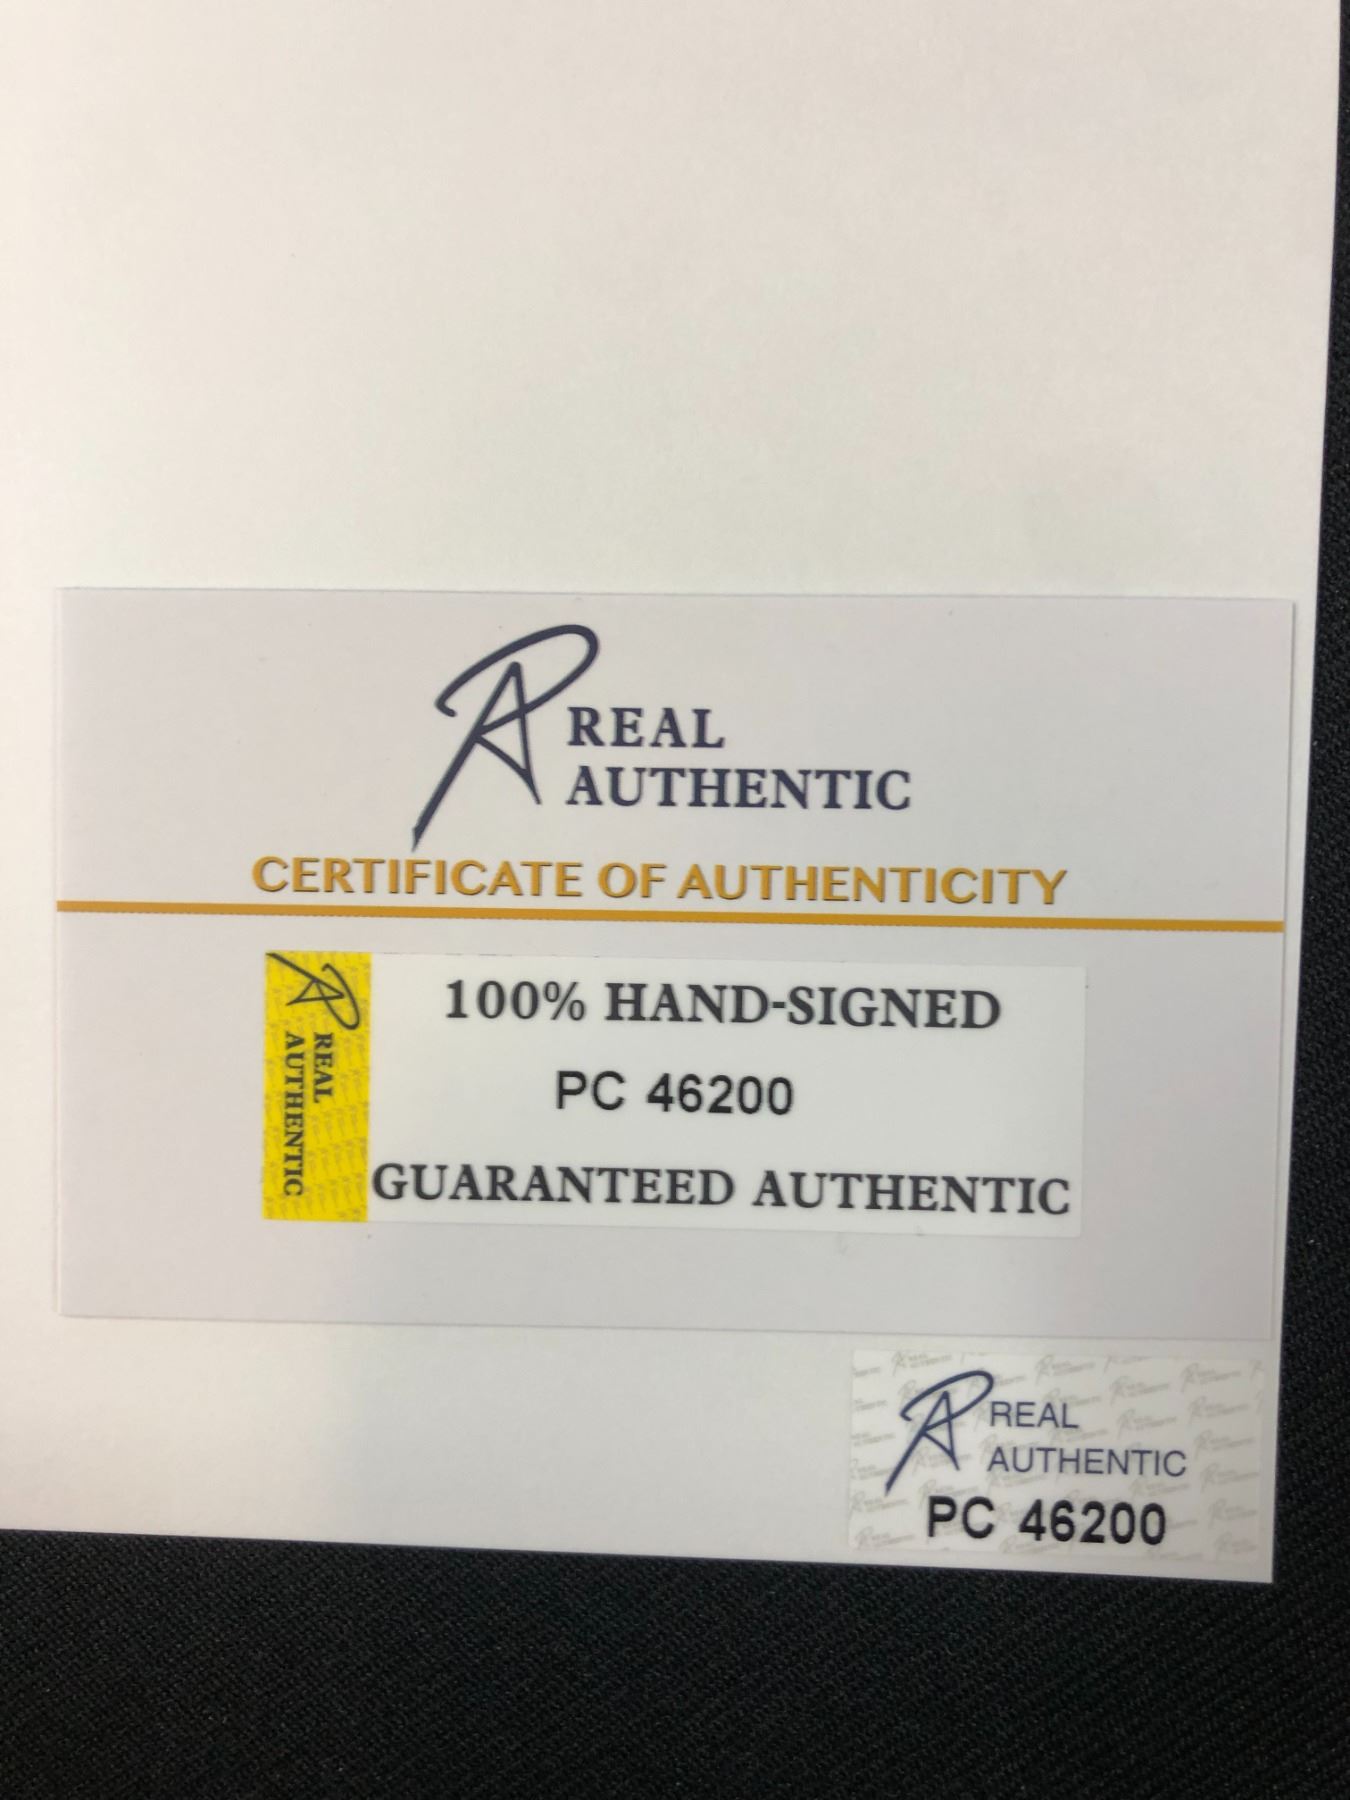 REAL
AUTHENTIC
CERTIFICATE OF AUTHENTICITY
REAL
AUTHENTIC
100% HAND-SIGNED
PC 46200
GUARANTEED AUTHENTIC
REAL
AUTHENTIC
PC 46200